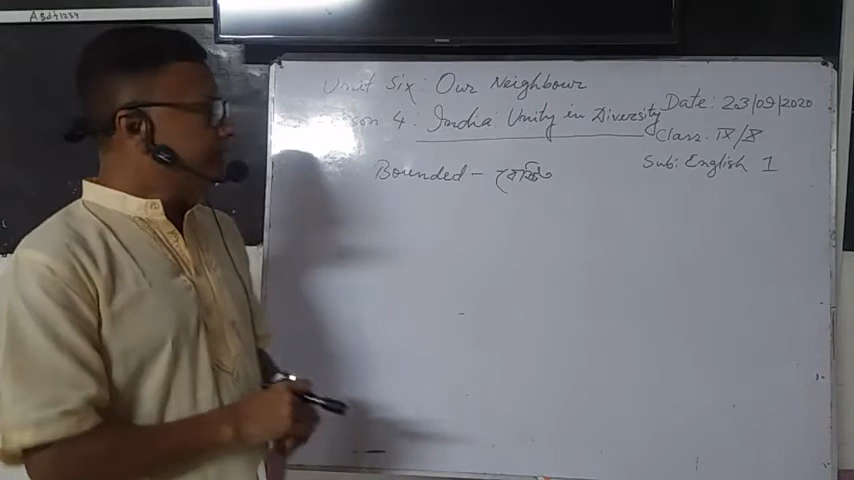 Unit Six: Our Neighbour
Lesson 4: India Unity in Diversity
Date: 23/09/2020
Class. IX/X
Sub: English 1
Bounded – বেষ্টিত